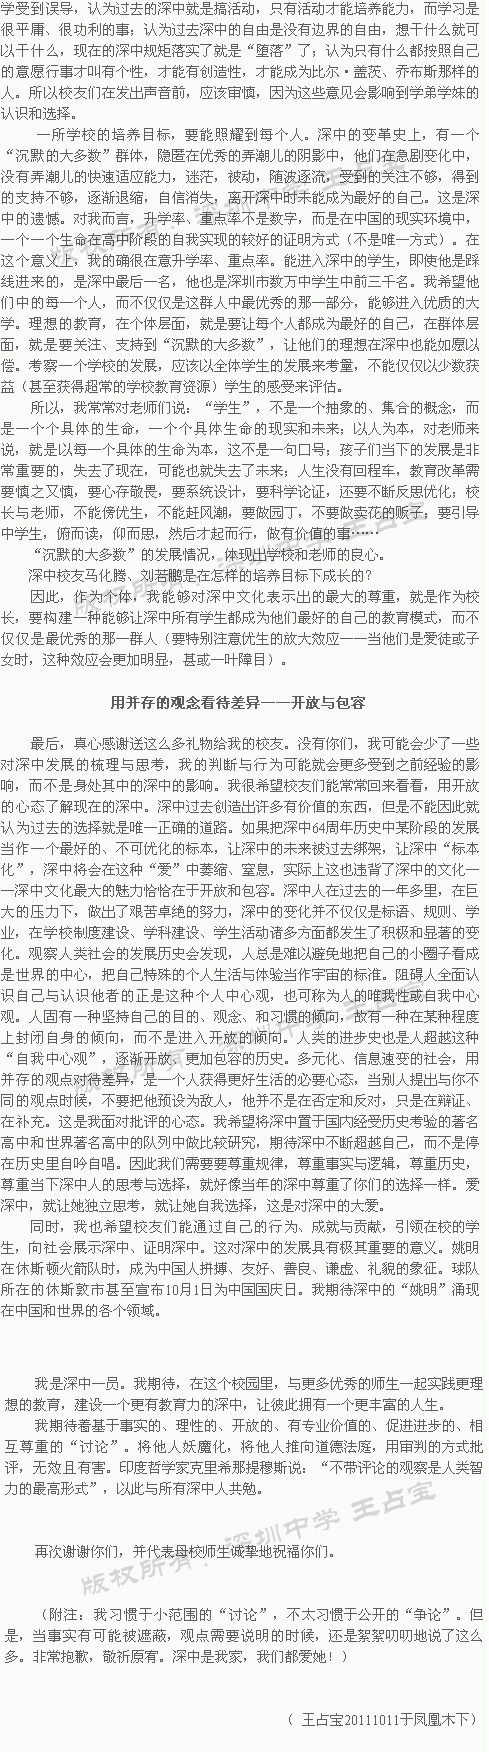 学受到误导，认为过去的深中就是搞活动，只有活动才能培养能力，而学习是
很平庸、很功利的事；认为过去深中的自由是没有边界的自由，想干什么就可
以干什么，现在的深中规矩落实了就是“堕落”了；认为只有什么都按照自己
的意愿行事才叫有个性，才能有创造性，才能成为比尔·盖茨、乔布斯那样的
人。所以校友们在发出声音前，应该审慎，因为这些意见会影响到学弟学妹的
认识和选择。
一所学校的培养目标，要能照耀到每个人。深中的变革史上，有一个
“沉默的大多数”群体，隐匿在优秀的弄潮儿的阴影中，他们在急剧变化中，
没有弄潮儿的快速适应能力，迷茫，被动，随波逐流，受到的关注不够，得到
的支持不够，逐渐退缩，自信消失，离开深中时未能成为最好的自己。这是深
中的遗憾。对我而言，升学率、重点率不是数字，而是在中国的现实环境中，
一个一个生命在高中阶段的自我实现的较好的证明方式（不是唯一方式）。在
这个意义上，我的确很在意升学率、重点率。能进入深中的学生，即使他是踩
线进来的，是深中最后一名，他也是深圳市数万中学生中前三千名。我希望他
们中的每一个人，而不仅仅是这群人中最优秀的那一部分，能够进入优质的大
学。理想的教育，在个体层面，就是要让每个人都成为最好的自己，在群体层
面，就是要关注、支持到“沉默的大多数”，让他们的理想在深中也能如愿以
偿。考察一个学校的发展，应该以全体学生的发展来考量，不能仅仅以少数获
益（甚至获得超常的学校教育资源）学生的感受来评估。
所以，我常常对老师们说：“学生”，不是一个抽象的、集合的概念，而
是一个个具体的生命，一个个具体生命的现实和未来；以人为本，对老师来
说，就是以每一个具体的生命为本，这不是一句口号；孩子们当下的发展是非
常重要的，失去了现在，可能也就失去了未来；人生没有回程车，教育改革需
要慎之又慎，要心存敬畏，要系统设计，要科学论证，还要不断反思优化；校
长与老师，不能傍优生，不能赶风潮，要做园丁，不要做卖花的贩子；要引导
中学生，俯而读，仰而思，然后才起而行，做有价值的事……
“沉默的大多数”的发展情况，体现出学校和老师的良心。
深中校友马化腾、刘若鹏是在怎样的培养目标下成长的？
因此，作为个体，我能够对深中文化表示出的最大的尊重，就是作为校
长，要构建一种能够让深中所有学生都成为他们最好的自己的教育模式，而不
仅仅是最优秀的那一群人（要特别注意优生的放大效应——当他们是爱徒或子
女时，这种效应会更加明显，甚或一叶障目）。
用并存的观念看待差异——开放与包容
最后，真心感谢送这么多礼物给我的校友。没有你们，我可能会少了一些
对深中发展的梳理与思考，我的判断与行为可能就会更多受到之前经验的影
响，而不是身处其中的深中的影响。我很希望校友们能常常回来看看，用开放
的心态了解现在的深中。深中过去创造出许多有价值的东西，但是不能因此就
认为过去的选择就是唯一正确的道路。如果把深中64周年历史中某阶段的发展
当作一个最好的、不可优化的标本，让深中的未来被过去绑架，让深中“标本
化”，深中将会在这种“爱”中萎缩、窒息，实际上这也违背了深中的文化—
—深中文化最大的魅力恰恰在于开放和包容。深中人在过去的一年多里，在巨
大的压力下，做出了艰苦卓绝的努力，深中的变化并不仅仅是标语、规则、学
业，在学校制度建设、学科建设、学生活动诸多方面都发生了积极和显著的变
化。观察人类社会的发展历史会发现，人总是难以避免地把自己的小圈子看成
是世界的中心，把自己特殊的个人生活与体验当作宇宙的标准。阻碍人全面认
识自己与认识他者的正是这种个人中心观，也可称为人的唯我性或自我中心
观。人固有一种坚持自己的目的、观念、和习惯的倾向，故有一种在某种程度
上封闭自身的倾向，而不是进入开放的倾向。人类的进步史也是人超越这种
“自我中心观”，逐渐开放、更加包容的历史。多元化、信息速变的社会，用
并存的观点对待差异，是一个人获得更好生活的必要心态，当别人提出与你不
同的观点时候，不要把他预设为敌人，他并不是在否定和反对，只是在辩证、
在补充。这是我面对批评的心态。我希望将深中置于国内经受历史考验的著名
高中和世界著名高中的队列中做比较研究，期待深中不断超越自己，而不是停
在历史里自吟自唱。因此我们需要要尊重规律，尊重事实与逻辑，尊重历史，
尊重当下深中人的思考与选择，就好像当年的深中尊重了你们的选择一样。爱
深中，就让她独立思考，就让她自我选择，这是对深中的大爱。
同时，我也希望校友们能通过自己的行为、成就与贡献，引领在校的学
生，向社会展示深中、证明深中。这对深中的发展具有极其重要的意义。姚明
在休斯顿火箭队时，成为中国人拼搏、友好、善良、谦虚、礼貌的象征。球队
所在的休斯敦市甚至宣布10月1日为中国国庆日。我期待深中的“姚明”涌现
在中国和世界的各个领域。
我是深中一员。我期待，在这个校园里，与更多优秀的师生一起实践更理
想的教育，建设一个更有教育力的深中，让彼此拥有一个更丰富的人生。
我期待着基于事实的、理性的、开放的、有专业价值的、促进进步的、相
互尊重的“讨论”。将他人妖魔化，将他人推向道德法庭，用审判的方式批
评，无效且有害。印度哲学家克里希那提穆斯说：“不带评论的观察是人类智
力的最高形式”，以此与所有深中人共勉。
再次谢谢你们，并代表母校师生诚挚地祝福你们。
（附注：我习惯于小范围的“讨论”，不太习惯于公开的“争论”。但
是，当事实有可能被遮蔽，观点需要说明的时候，还是絮絮叨叨地说了这么
多。非常抱歉，敬祈原宥。深中是我家，我们都爱她！）
（ 王占宝20111011于凤凰木下）
版权所有：深圳中学 王占宝
版权所有：深圳中学 王占宝
版权所有：深圳中学 王占宝
版权所有：深圳中学 王占宝